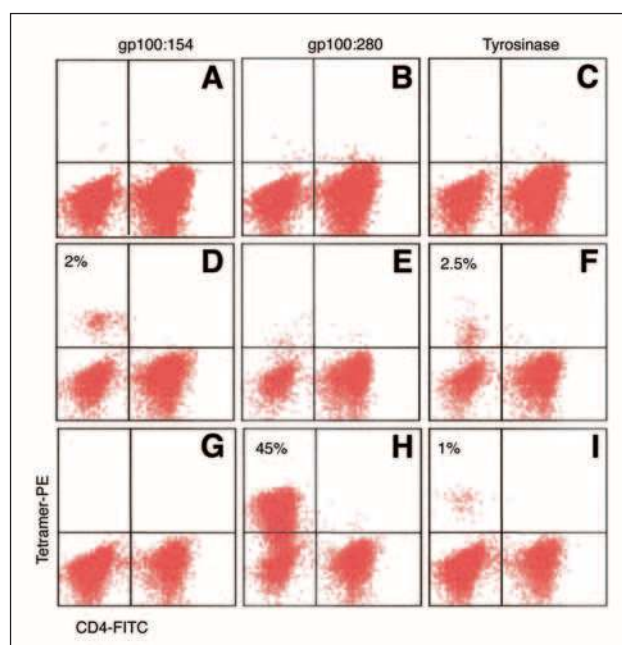 gp100:154 gp100:280 Tyrosinase
A B C
2% D E 2.5% F
G 45% H 1% I
Tetramer-PE
CD4-FITC